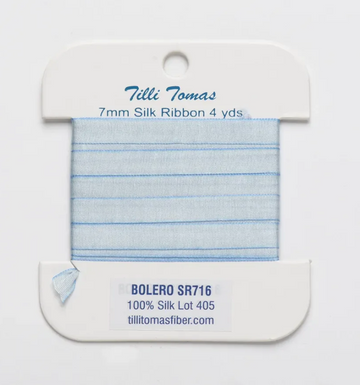 Tilli Tomas
7mm Silk Ribbon 4 yds
BOLERO SR716
100% Silk Lot 405
tillitomasfiber.com